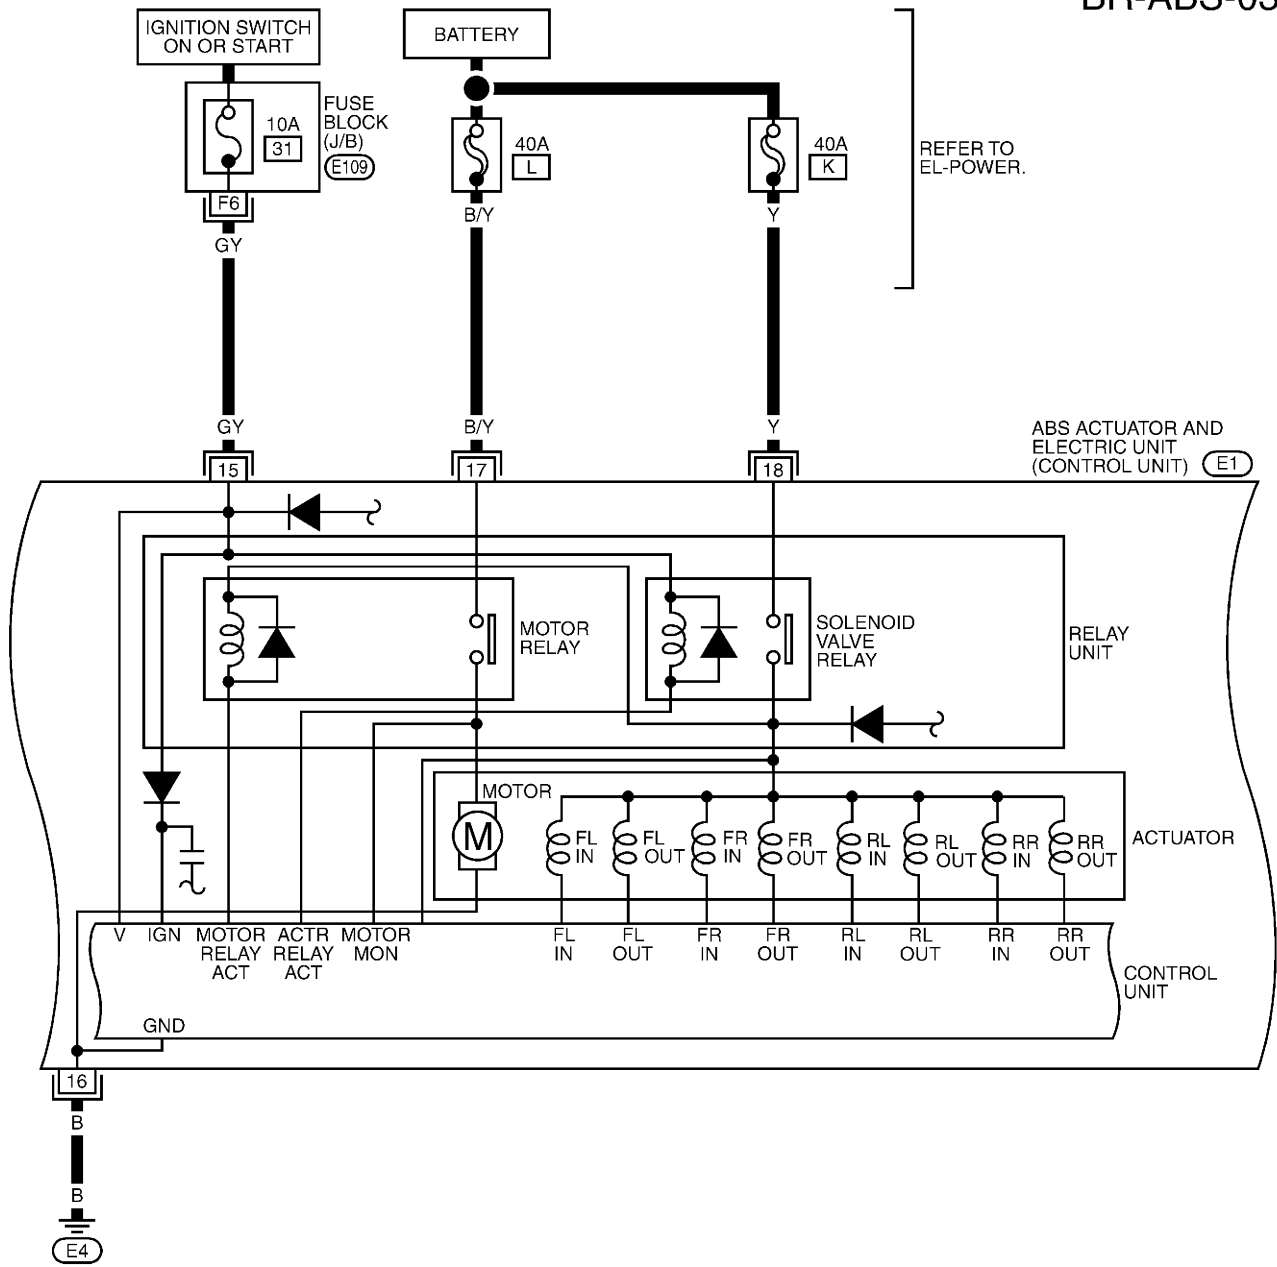 BR-ABS-03
IGNITION SWITCH
ON OR START
BATTERY
FUSE
BLOCK
(J/B)
E109
10A
31
40A
L
40A
K
REFER TO
EL-POWER.
F6
GY
B/Y
Y
GY
B/Y
Y
ABS ACTUATOR AND
ELECTRIC UNIT
(CONTROL UNIT)
E1
15
17
18
MOTOR
RELAY
SOLENOID
VALVE
RELAY
RELAY
UNIT
MOTOR
M
FL
IN
FL
OUT
FR
IN
FR
OUT
RL
IN
RL
OUT
RR
IN
RR
OUT
ACTUATOR
V
IGN
MOTOR
RELAY
ACT
ACTR
RELAY
ACT
MOTOR
MON
FL
IN
FL
OUT
FR
IN
FR
OUT
RL
IN
RL
OUT
RR
IN
RR
OUT
CONTROL
UNIT
GND
16
B
B
E4